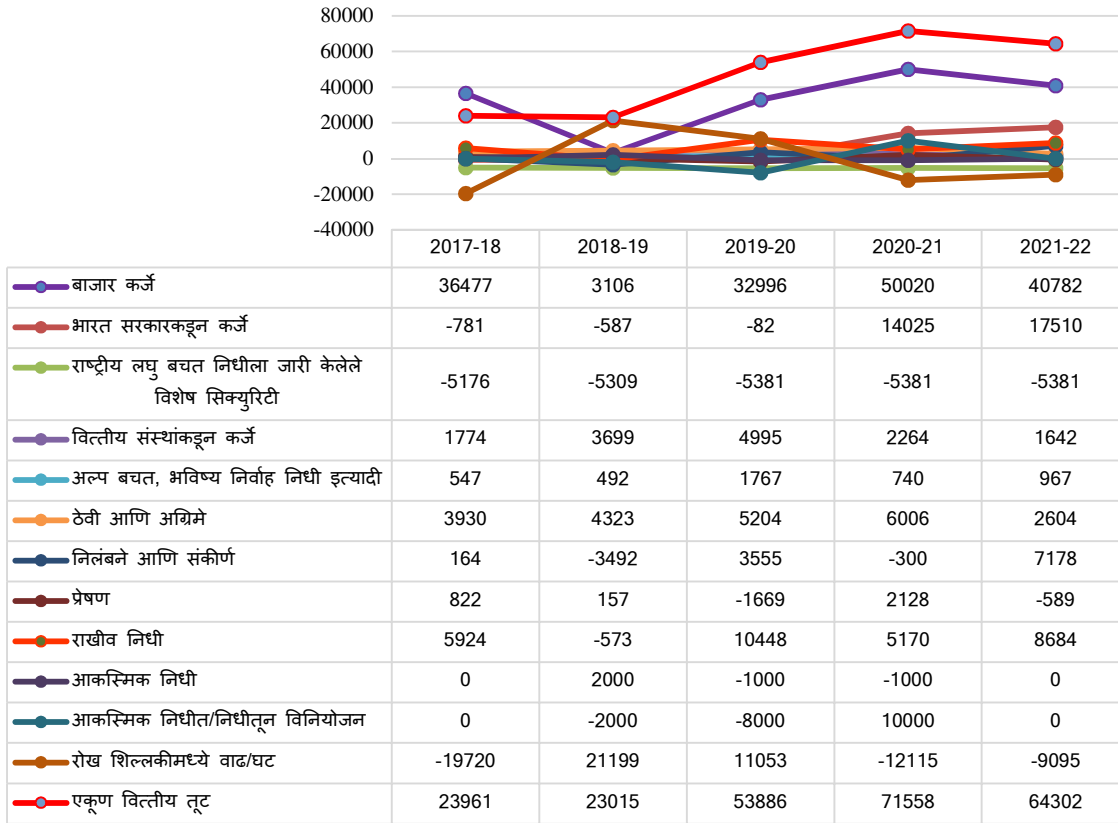 80000
60000
40000
20000
0
-20000
-40000
2017-18 2018-19 2019-20 2020-21 2021-22
बाजार कर्जे 36477 3106 32996 50020 40782
भारत सरकारकडून कर्जे -781 -587 -82 14025 17510
राष्ट्रीय लघु बचत निधीला जारी केलेले
विशेष सिक्युरिटी -5176 -5309 -5381 -5381 -5381
वित्तीय संस्थांकडून कर्जे 1774 3699 4995 2264 1642
अल्प बचत, भविष्य निर्वाह निधी इत्यादी 547 492 1767 740 967
ठेवी आणि अग्रिमे 3930 4323 5204 6006 2604
निलंबने आणि संकीर्ण 164 -3492 3555 -300 7178
प्रेषण 822 157 -1669 2128 -589
राखीव निधी 5924 -573 10448 5170 8684
आकस्मिक निधी 0 2000 -1000 -1000 0
आकस्मिक निधीत/निधीतून विनियोजन 0 -2000 -8000 10000 0
रोख शिल्लकीमध्ये वाढ/घट -19720 21199 11053 -12115 -9095
एकूण वित्तीय तूट 23961 23015 53886 71558 64302